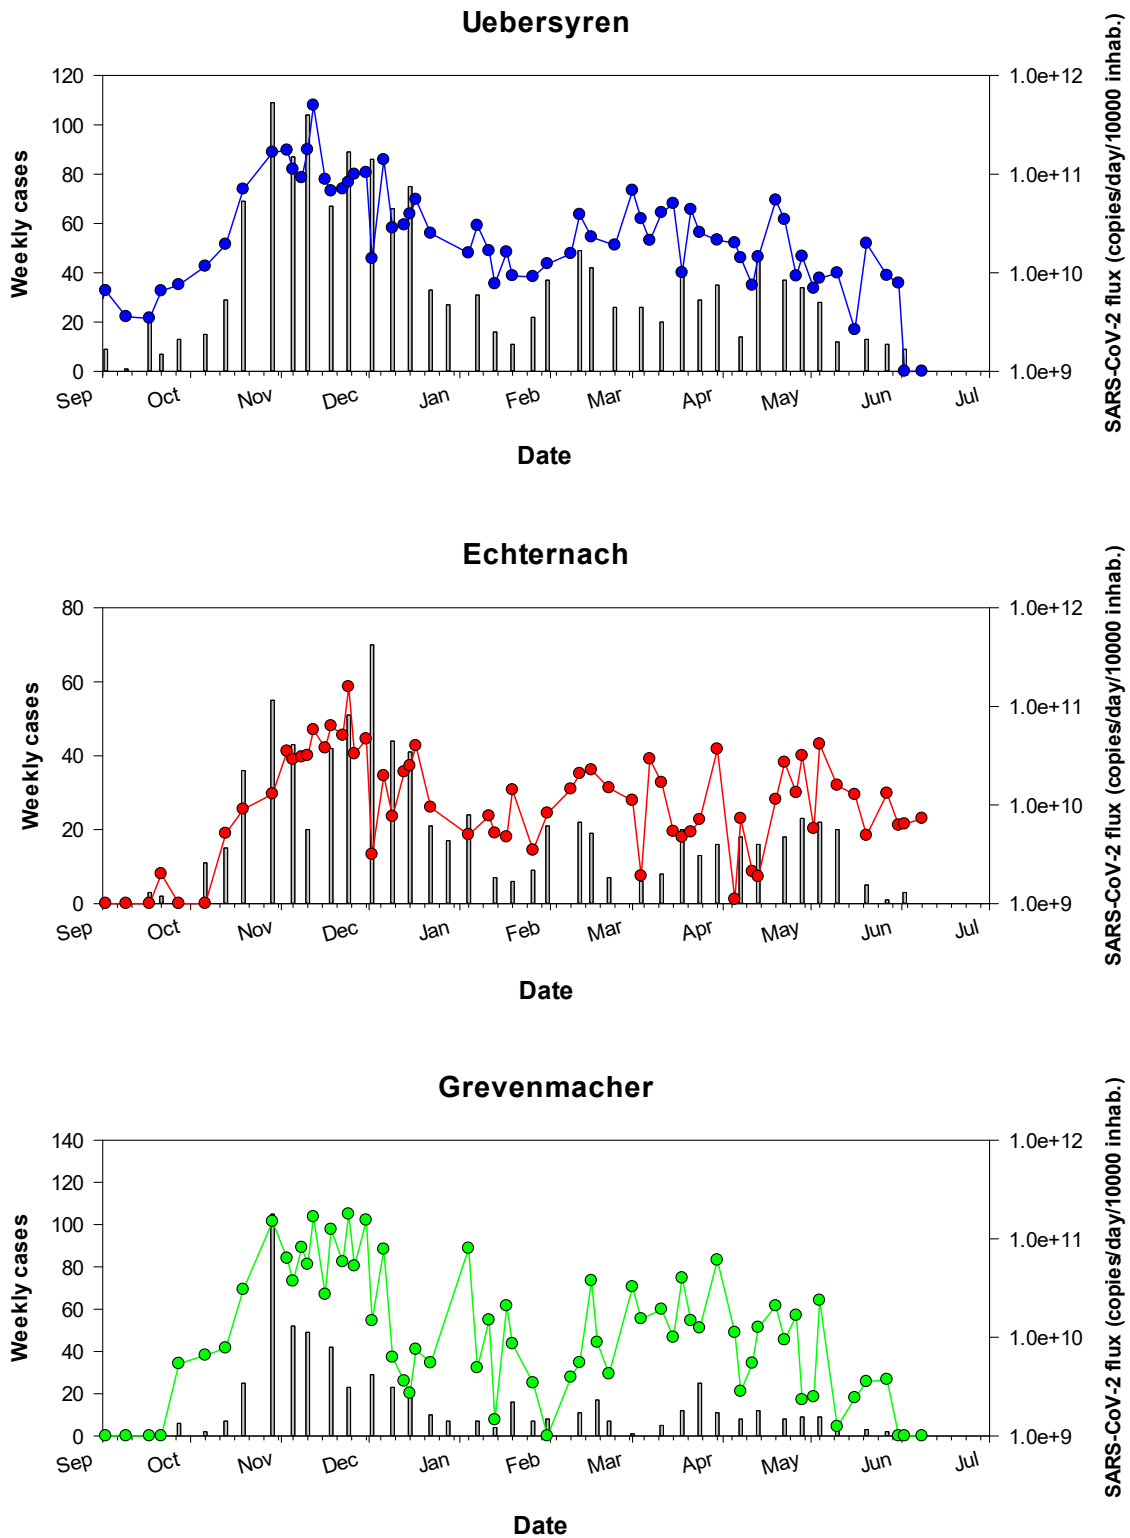 Uebersyren
120
100
80
60
40
20
0
Weekly cases
1.0e+12
1.0e+11
1.0e+10
1.0e+9
SARS-CoV-2 flux (copies/day/10000 inhab.)
Sep Oct Nov Dec Jan Feb Mar Apr May Jun Jul
Date
Echternach
80
60
40
20
0
Weekly cases
1.0e+12
1.0e+11
1.0e+10
1.0e+9
SARS-CoV-2 flux (copies/day/10000 inhab.)
Sep Oct Nov Dec Jan Feb Mar Apr May Jun Jul
Date
Grevenmacher
140
120
100
80
60
40
20
0
Weekly cases
1.0e+12
1.0e+11
1.0e+10
1.0e+9
SARS-CoV-2 flux (copies/day/10000 inhab.)
Sep Oct Nov Dec Jan Feb Mar Apr May Jun Jul
Date